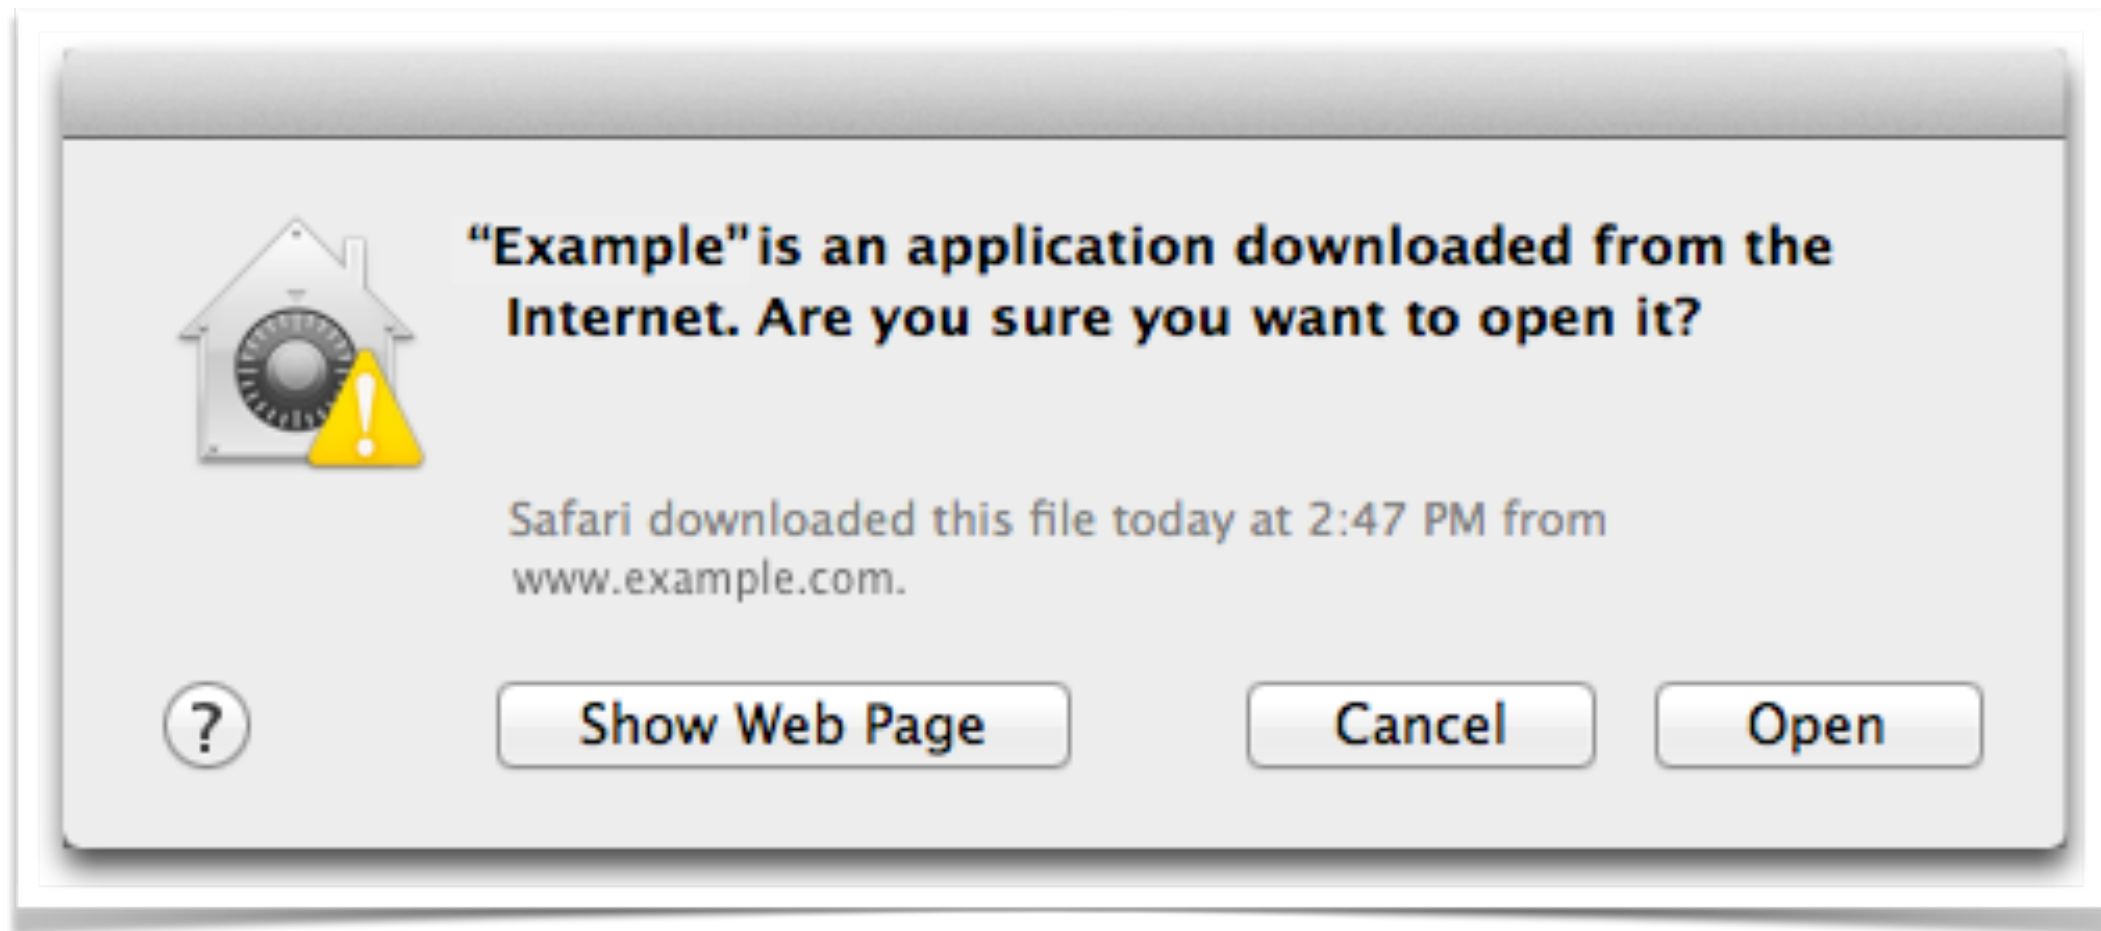 “Example” is an application downloaded from the
Internet. Are you sure you want to open it?
Safari downloaded this file today at 2:47 PM from
www.example.com.
?
Show Web Page
Cancel
Open